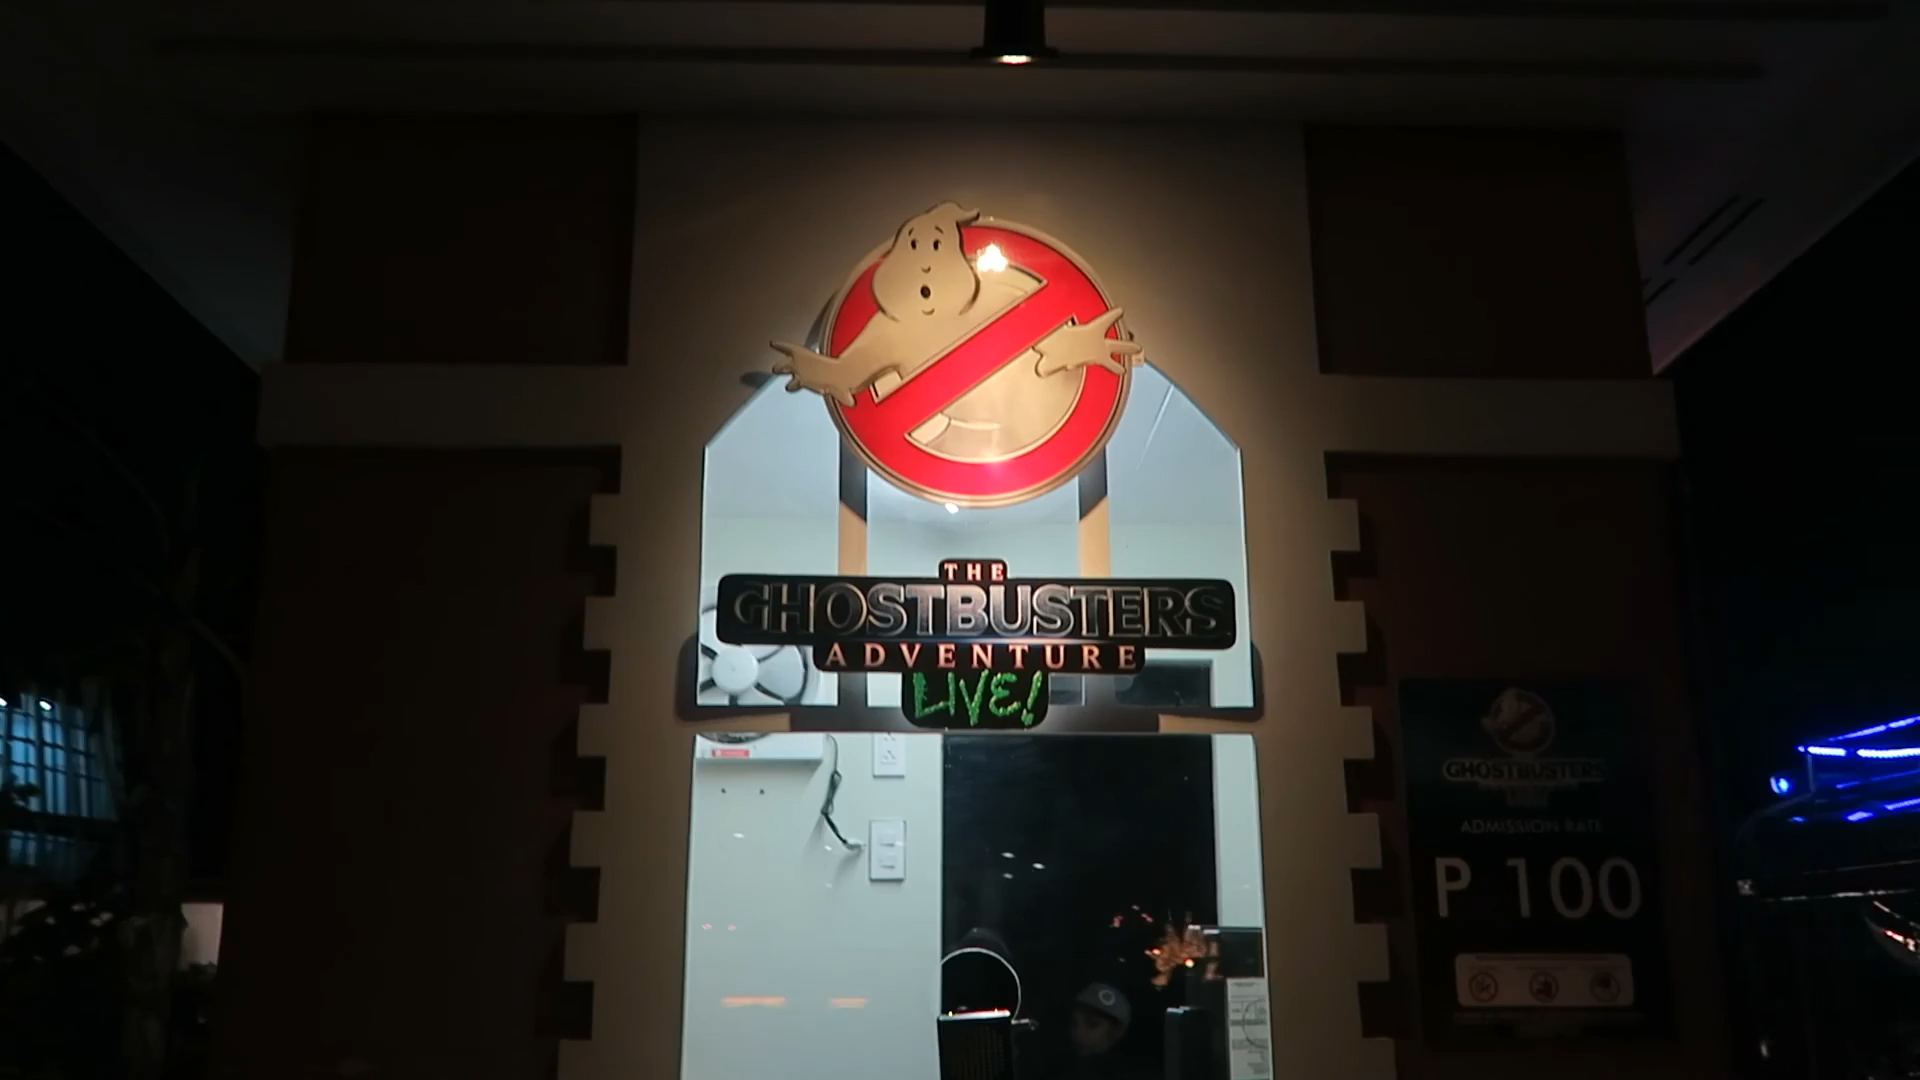 THE
GHOSTBUSTERS
ADVENTURE
LIVE!
GHOSTBUSTERS
ADMISSION RATE
P 100